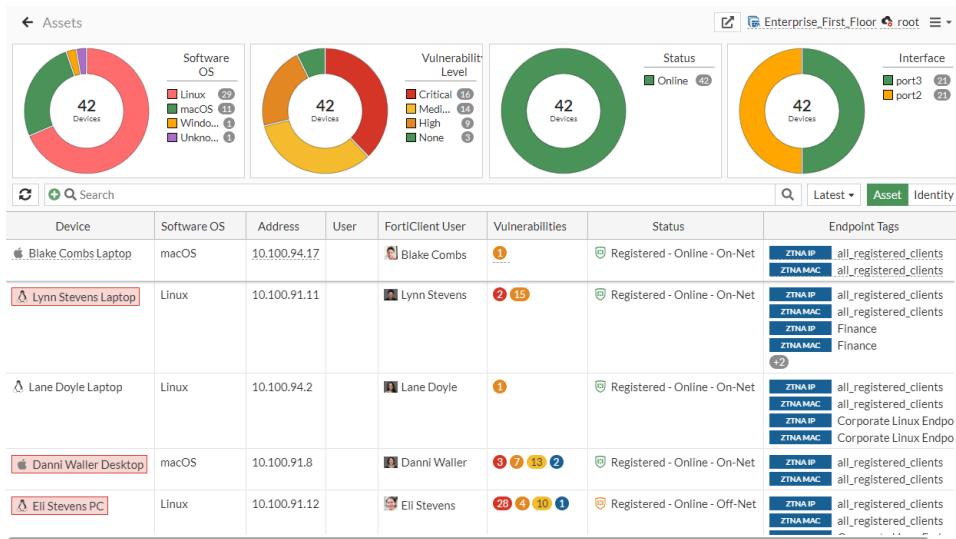 Assets
Enterprise_First_Floor root
Software OS
42 Devices
Linux 29
macOS 11
Windo... 1
Unkno... 1
Vulnerabilit Level
42 Devices
Critical 16
Medi... 14
High 9
None 3
Status
42 Devices
Online 42
Interface
42 Devices
port3 21
port2 21
Search Latest Asset Identity
Device Software OS Address User FortiClient User Vulnerabilities Status Endpoint Tags
Blake Combs Laptop macOS 10.100.94.17 Blake Combs 1 Registered - Online - On-Net ZTNA IP all_registered_clients
ZTNA MAC all_registered_clients
Lynn Stevens Laptop Linux 10.100.91.11 Lynn Stevens 2 15 Registered - Online - On-Net ZTNA IP all_registered_clients
ZTNA MAC all_registered_clients
ZTNA IP Finance
ZTNA MAC Finance
+2
Lane Doyle Laptop Linux 10.100.94.2 Lane Doyle 1 Registered - Online - On-Net ZTNA IP all_registered_clients
ZTNA MAC all_registered_clients
ZTNA IP Corporate Linux Endpo
ZTNA MAC Corporate Linux Endpo
Danni Waller Desktop macOS 10.100.91.8 Danni Waller 3 7 13 2 Registered - Online - On-Net ZTNA IP all_registered_clients
ZTNA MAC all_registered_clients
Eli Stevens PC Linux 10.100.91.12 Eli Stevens 28 4 10 1 Registered - Online - Off-Net ZTNA IP all_registered_clients
ZTNA MAC all_registered_clients